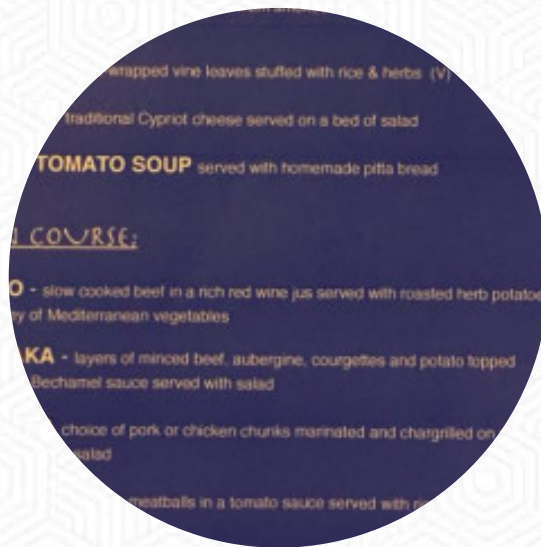 wrapped vine leaves stuffed with rice & herbs (V)
traditional Cypriot cheese served on a bed of salad
TOMATO SOUP served with homemade pitta bread
COURSE:
O - slow cooked beef in a rich red wine jus served with roasted herb potatoe
ey of Mediterranean vegetables
KA - layers of minced beef, aubergine, courgettes and potato topped
Bechamel sauce served with salad
choice of pork or chicken chunks marinated and chargrilled on
salad
meatballs in a tomato sauce served with